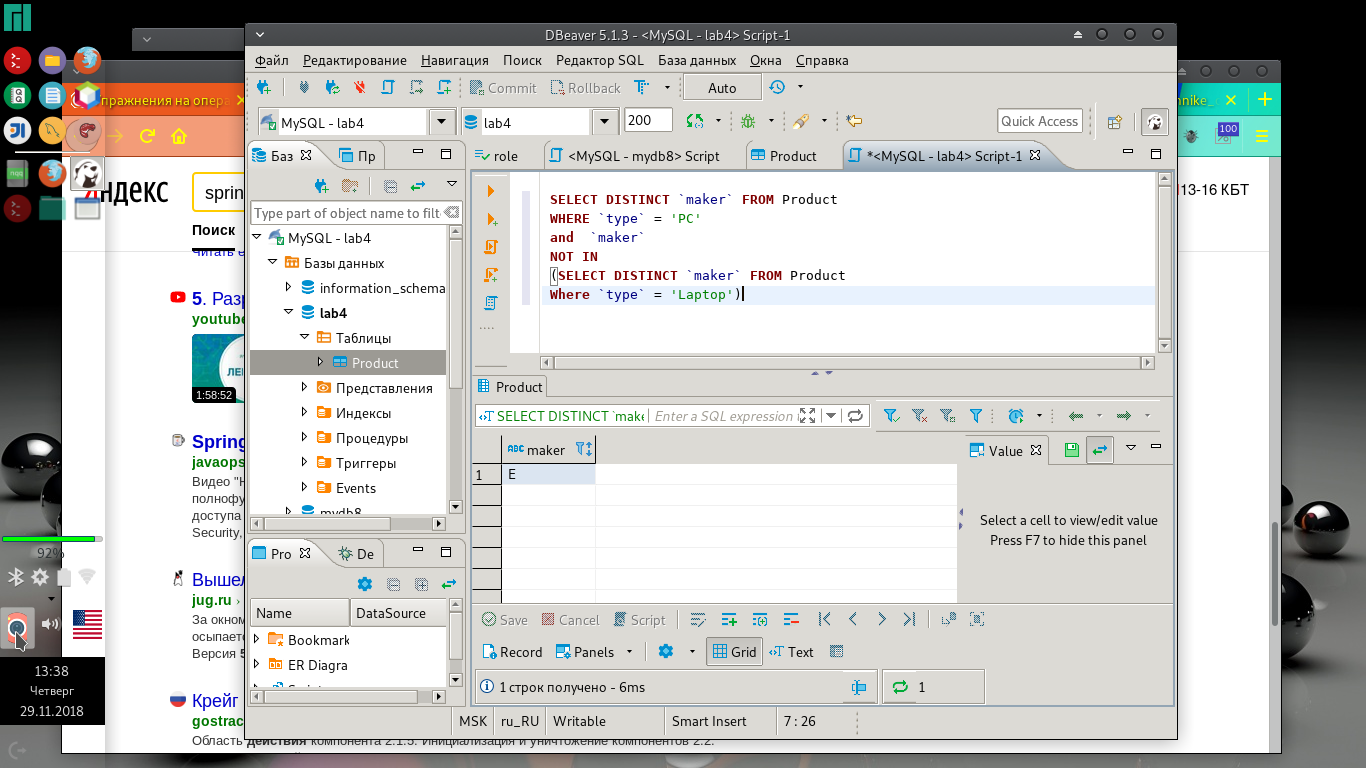 DBeaver 5.1.3 - <MySQL - lab4> Script-1
Файл Редактирование Навигация Поиск Редактор SQL База данных Окна Справка
Commit Rollback Auto
MySQL - lab4 lab4 200 Quick Access
Баз Пр
role <MySQL - mydb8> Script Product *<MySQL - lab4> Script-1
Type part of object name to filt
MySQL - lab4
Базы данных
information_schema
lab4
Таблицы
Product
Представления
Индексы
Процедуры
Триггеры
Events
mydb8
SELECT DISTINCT `maker` FROM Product
WHERE `type` = 'PC'
and  `maker`
NOT IN
(SELECT DISTINCT `maker` FROM Product
Where `type` = 'Laptop')
Product
SELECT DISTINCT `make Enter a SQL expression
maker
1 E
Value
Select a cell to view/edit value
Press F7 to hide this panel
Pro De
Name DataSource
Bookmark
ER Diagra
Save Cancel Script
Record Panels Grid Text
1 строк получено - 6ms 1
MSK ru_RU Writable Smart Insert 7 : 26
пражнения на опера
nnike_
100
Яндекс
sprin
13-16 КБТ
Поиск
Читать е
5. Раз
youtube
1:58:52
Spring
javaops
Видео "Н
полнофу
доступа
Security,
Вышел
jug.ru ›
За окном
осыпаетс
Версия 5
Крейг
gostrac
Область действия компонента 2.1.5. Инициализация и уничтожение компонентов 2.2.
92%
13:38
Четверг
29.11.2018